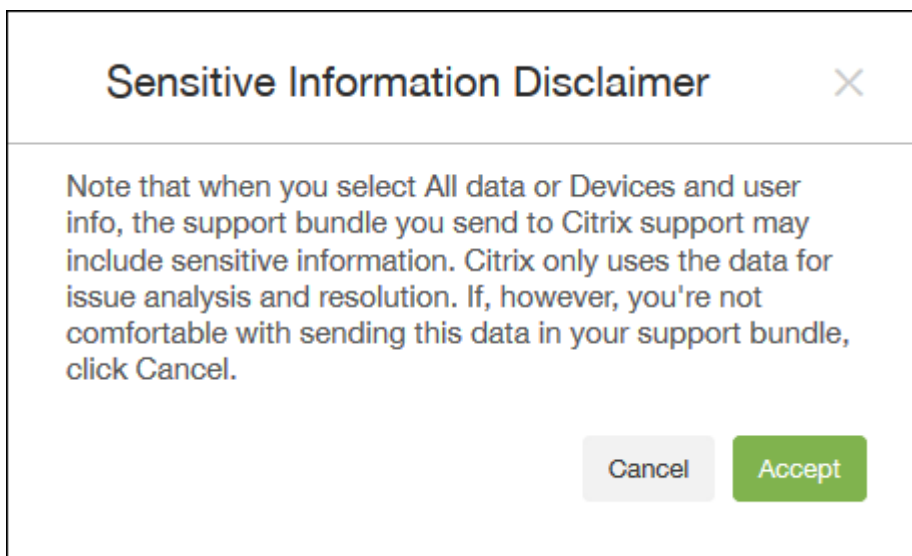 Sensitive Information Disclaimer
Note that when you select All data or Devices and user
info, the support bundle you send to Citrix support may
include sensitive information. Citrix only uses the data for
issue analysis and resolution. If, however, you're not
comfortable with sending this data in your support bundle,
click Cancel.
Cancel
Accept